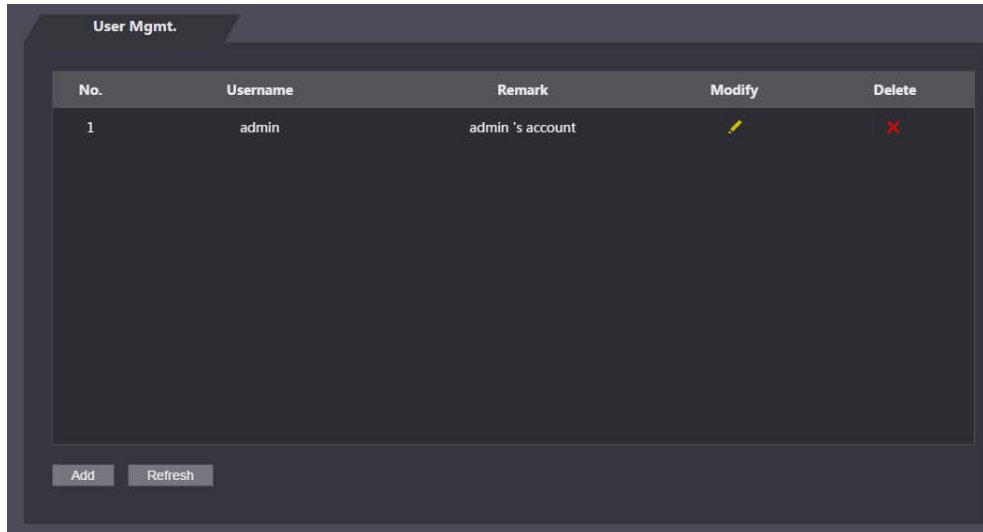 User Mgmt.
No. Username Remark Modify Delete
1 admin admin 's account
Add Refresh